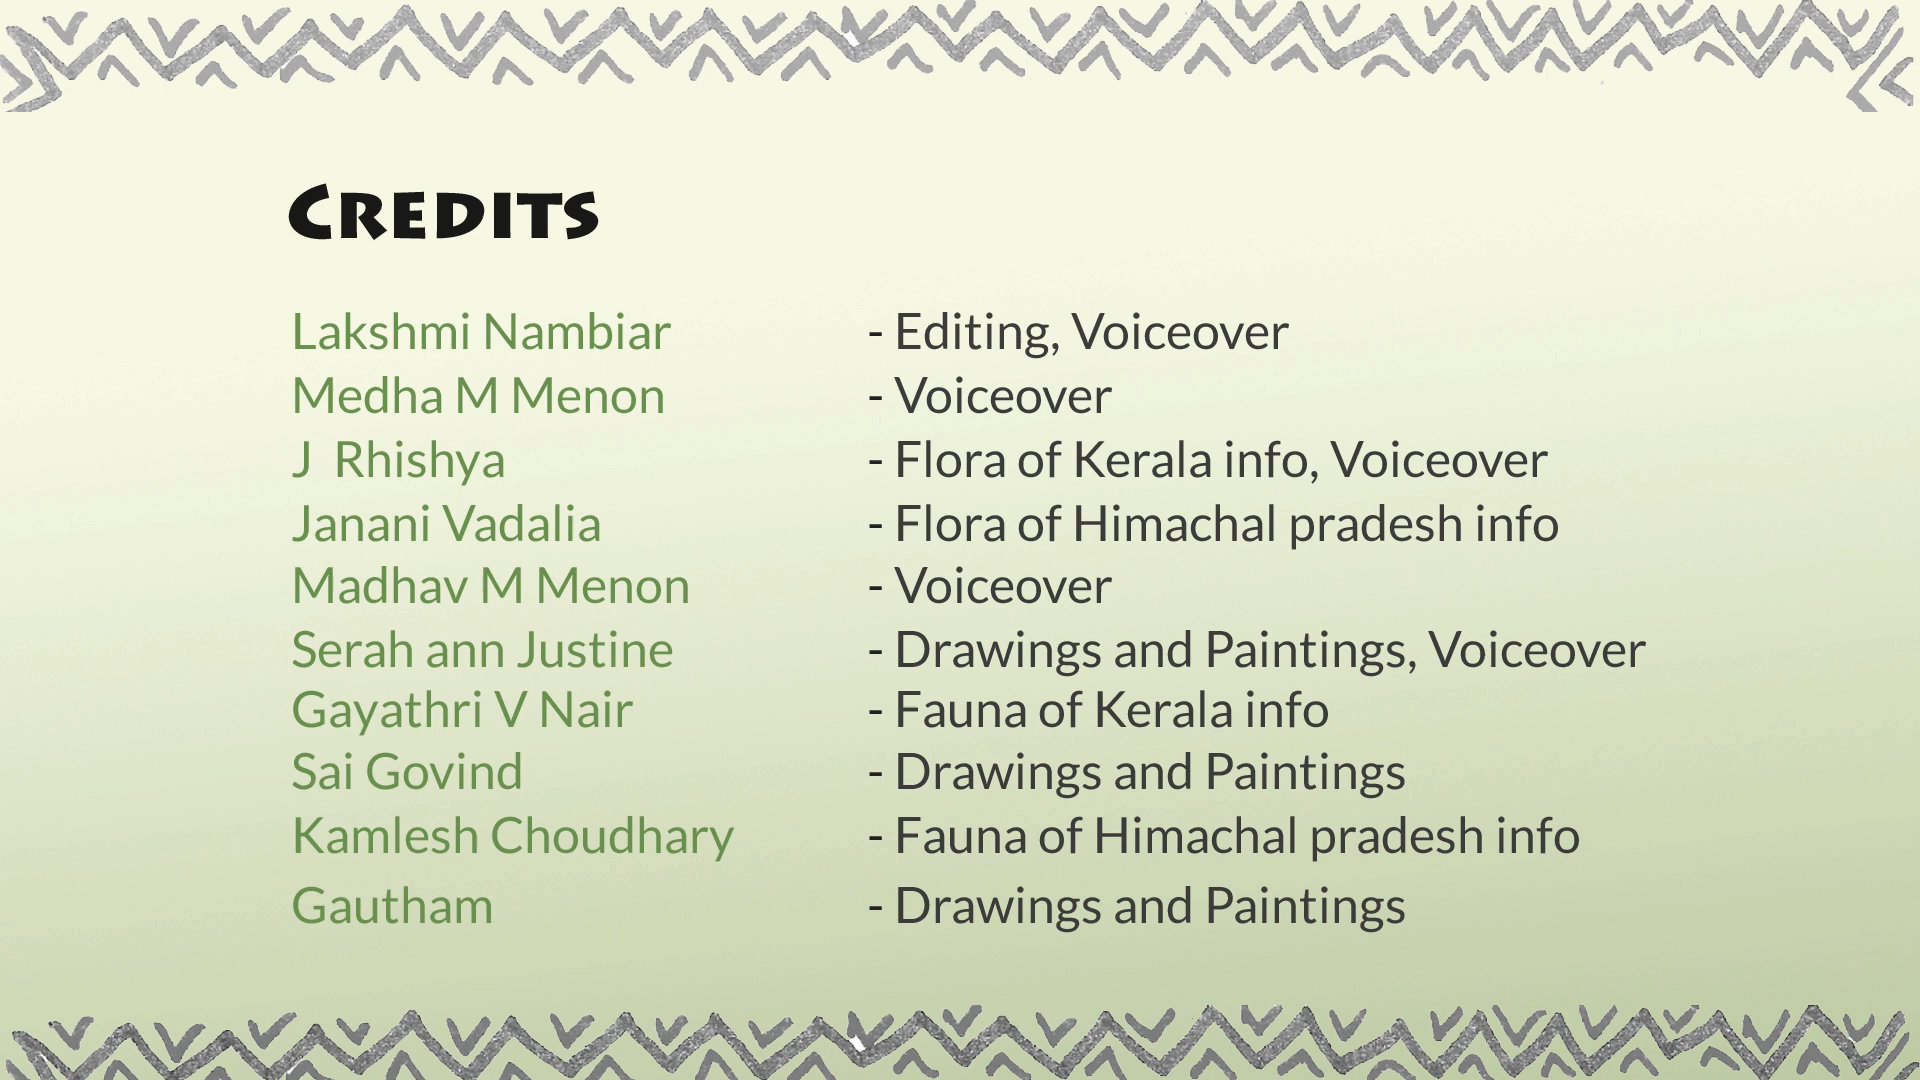 CREDITS
Lakshmi Nambiar - Editing, Voiceover
Medha M Menon - Voiceover
J Rhishya - Flora of Kerala info, Voiceover
Janani Vadalia - Flora of Himachal pradesh info
Madhav M Menon - Voiceover
Serah ann Justine - Drawings and Paintings, Voiceover
Gayathri V Nair - Fauna of Kerala info
Sai Govind - Drawings and Paintings
Kamlesh Choudhary - Fauna of Himachal pradesh info
Gautham - Drawings and Paintings